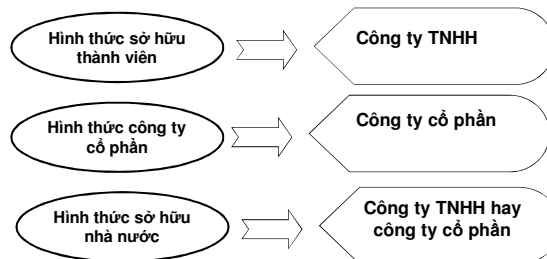 Hình thức sở hữu
thành viên
Công ty TNHH
Hình thức công ty
cổ phần
Công ty cổ phần
Hình thức sở hữu
nhà nước
Công ty TNHH hay
công ty cổ phần